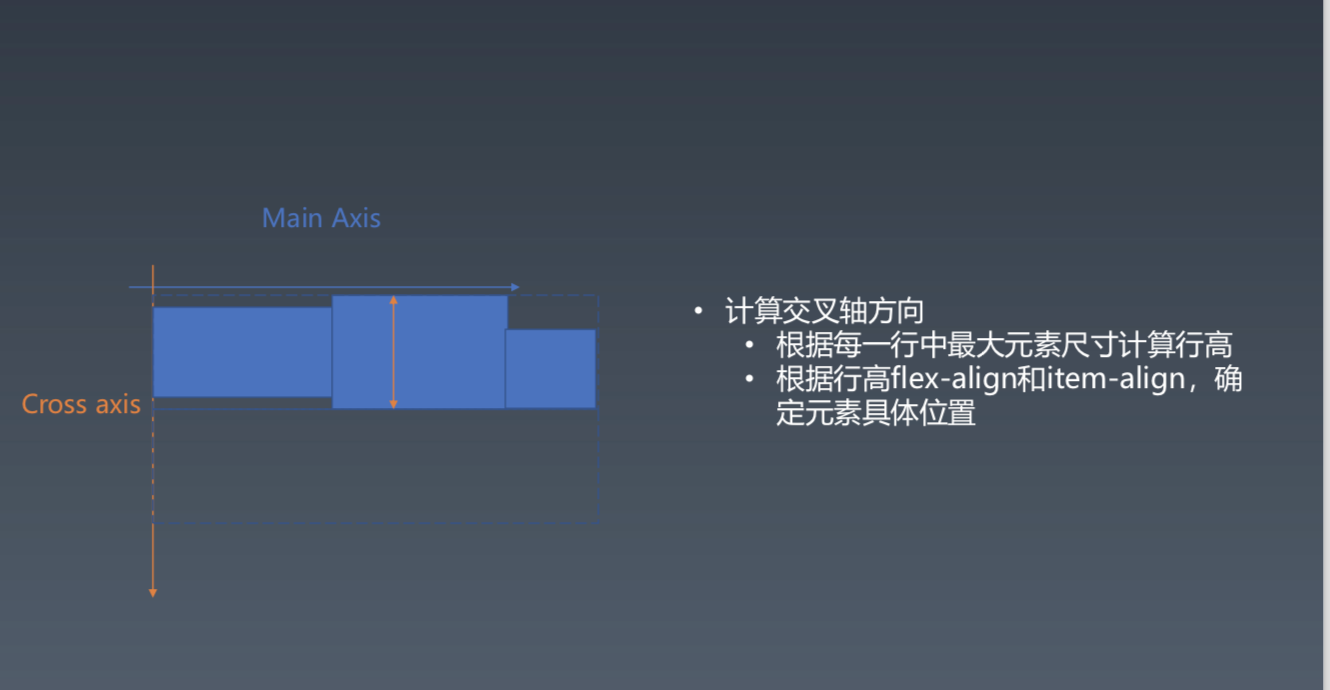 Main Axis
Cross axis
• 计算交叉轴方向
• 根据每一行中最大元素尺寸计算行高
• 根据行高flex-align和item-align，确
定元素具体位置